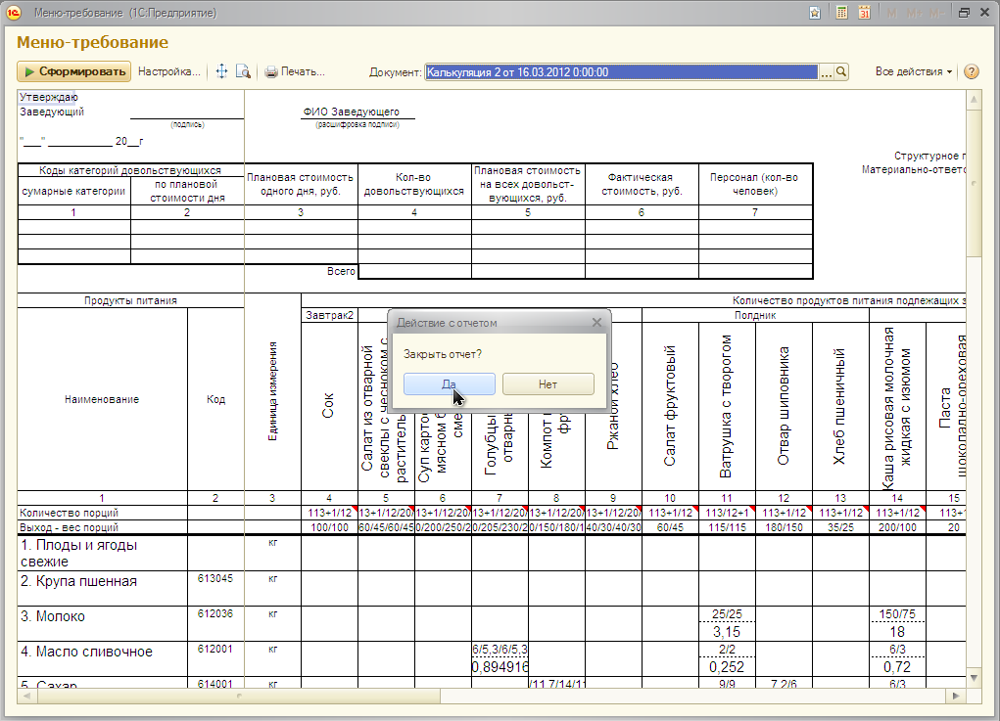 Меню-требование (1С:Предприятие)
M M+ M-
Меню-требование
Сформировать Настройка... Печать... Документ: Калькуляция 2 от 16.03.2012 0:00:00 ... Все действия
Утверждаю
Заведующий ФИО Заведующего
(подпись) (расшифровка подписи)
"___" ___________ 20__г
Структурное
Материально-ответс
Коды категорий довольствующихся
сумарные категории
по плановой
стоимости дня
Плановая стоимость
одного дня, руб.
Кол-во
довольствующихся
Плановая стоимость
на всех довольст-
вующихся, руб.
Фактическая
стоимость, руб.
Персонал (кол-во
человек)
1 2 3 4 5 6 7
Всего
Продукты питания
Количество продуктов питания подлежащих
Завтрак2 Полдник
Наименование
Код
Единица измерения
Сок
Салат из отварной
свеклы с чесноком с
раститель
Суп картоф
мясном б
сме
Голубцы
отварны
Компот
фру
Ржаной хлеб
Салат фруктовый
Ватрушка с творогом
Отвар шиповника
Хлеб пшеничный
Каша рисовая молочная
жидкая с изюмом
Паста
шоколадно-ореховая
Действие с отчетом
Закрыть отчет?
Да Нет
1 2 3 4 5 6 7 8 9 10 11 12 13 14 15
Количество порций 113+1/12 13+1/12/20/ 13+1/12/20/ 13+1/12/20/ 13+1/12/20/ 13+1/12/20/ 113+1/12 113/12+1 113+1/12 113+1/12 113+1/12 113+1
Выход - вес порций 100/100 60/45/60/45 0/200/250/2 0/205/230/2 0/150/180/1 40/30/40/30 60/45 115/115 180/150 35/25 200/100 20
1. Плоды и ягоды
свежие
кг
2. Крупа пшенная 613045 кг
3. Молоко 612036 кг 25/25 150/75
3,15 18
4. Масло сливочное 612001 кг 6/5,3/6/5,3 2/2 6/3
0,894916 0,252 0,72
5. Сахар 614001 кг /11,7/14/11 9/9 7,2/6 6/3